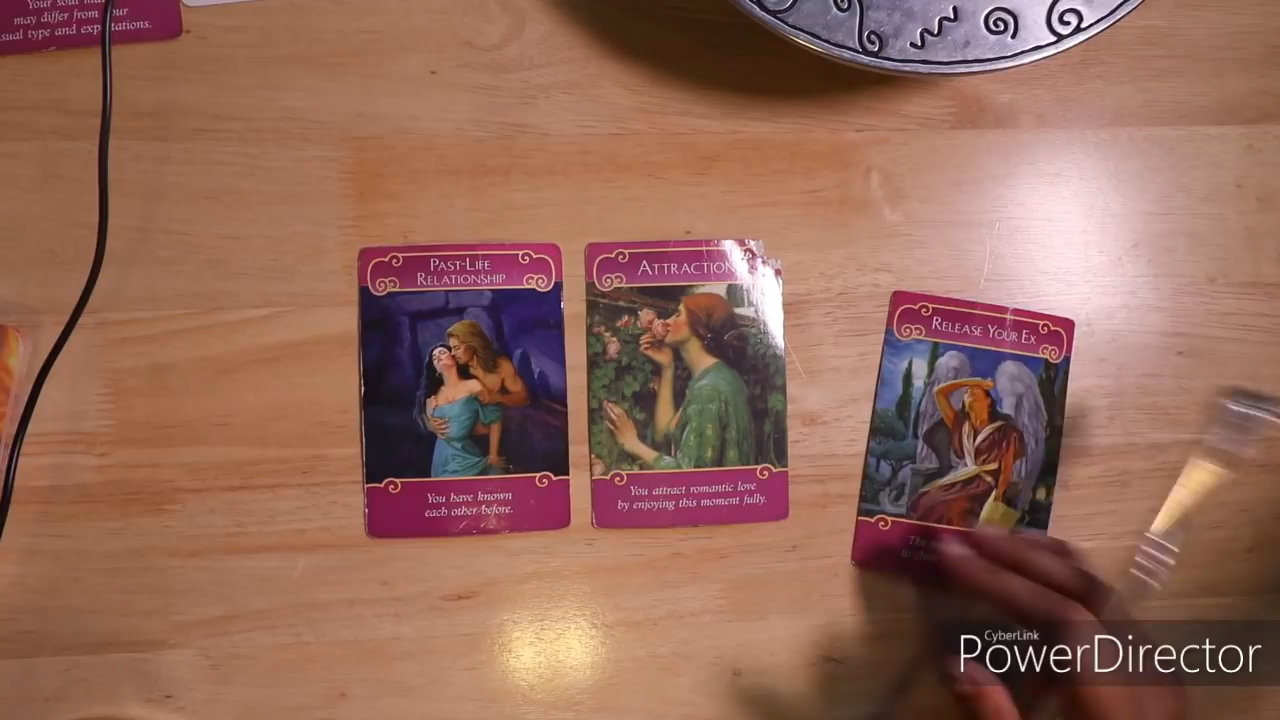 Your soul
may differ from
sual type and expectations.
PAST-LIFE
RELATIONSHIP
You have known
each other before.
ATTRACTION
You attract romantic love
by enjoying this moment fully.
RELEASE YOUR EX
CyberLink
PowerDirector